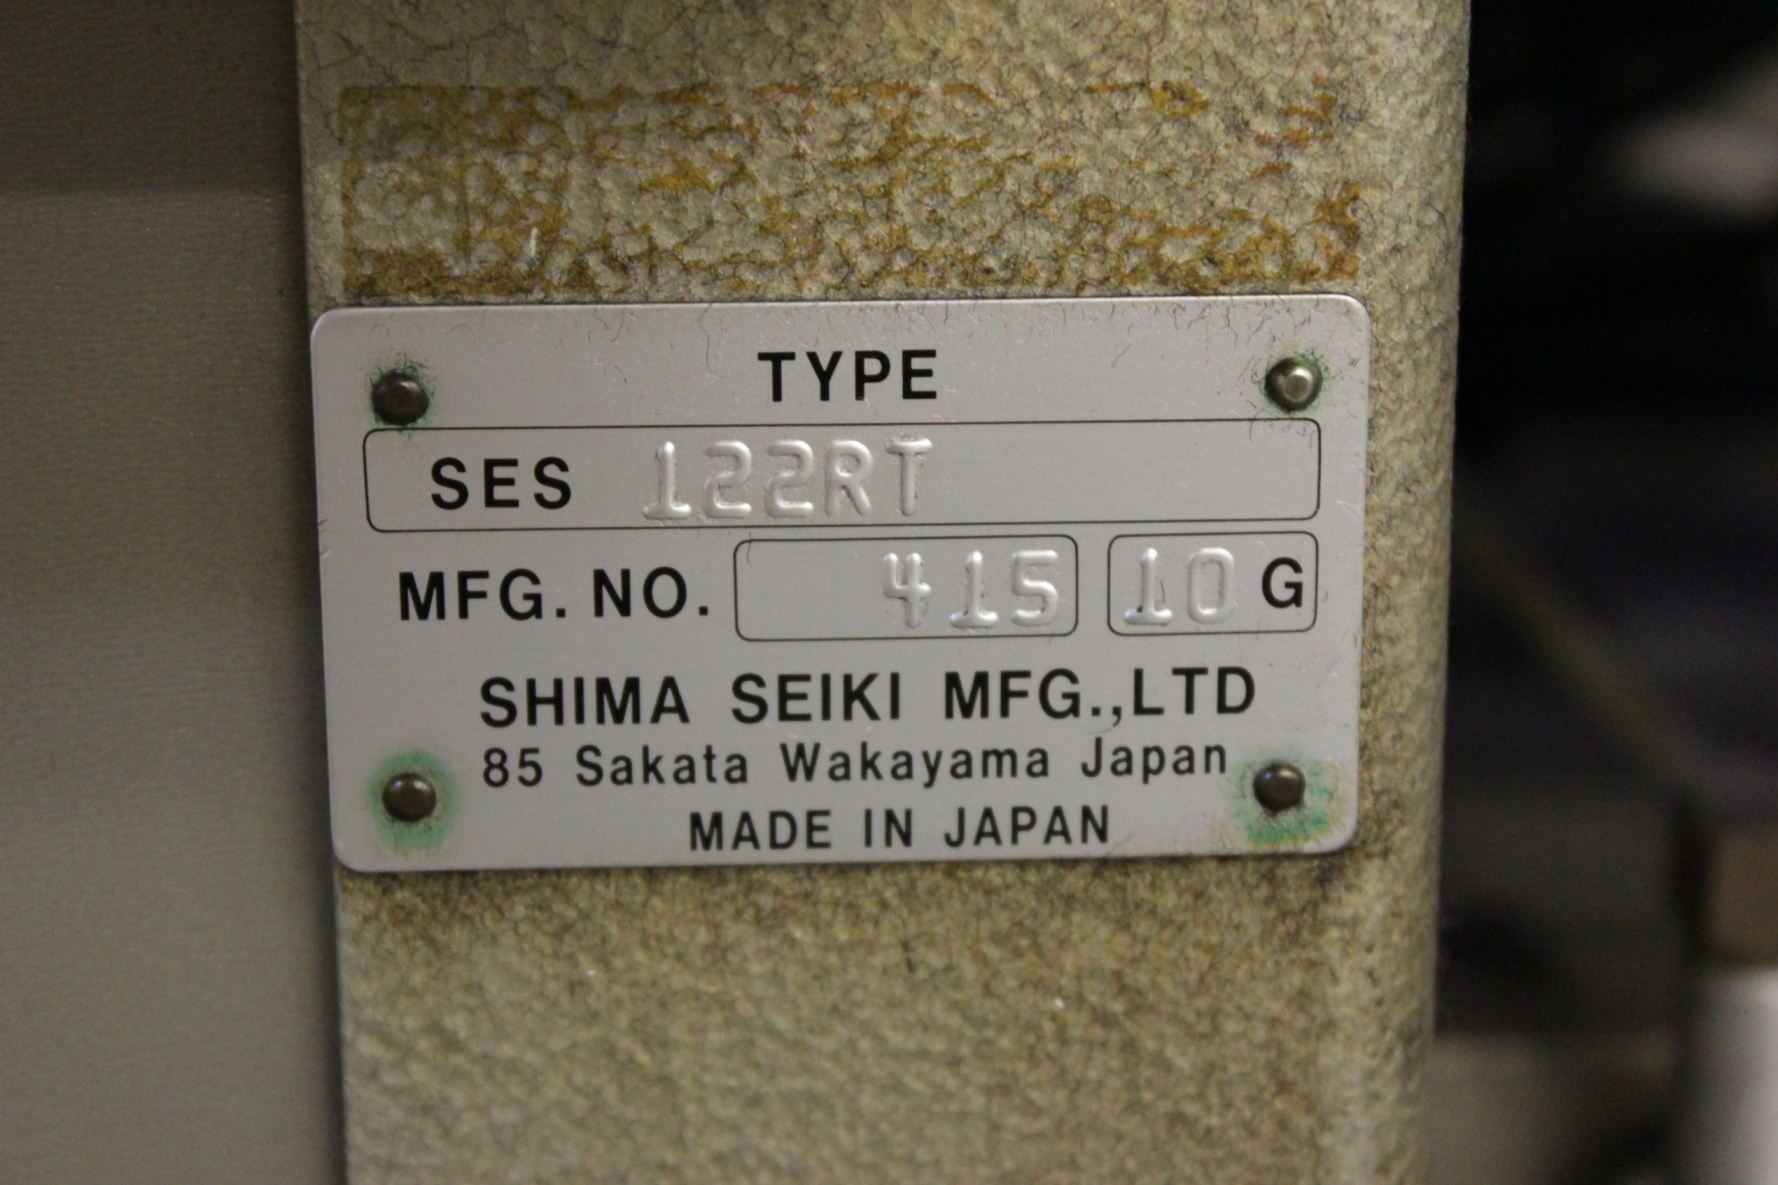 TYPE
SES 122RT
MFG. NO. 415 10 G
SHIMA SEIKI MFG.,LTD
85 Sakata Wakayama Japan
MADE IN JAPAN